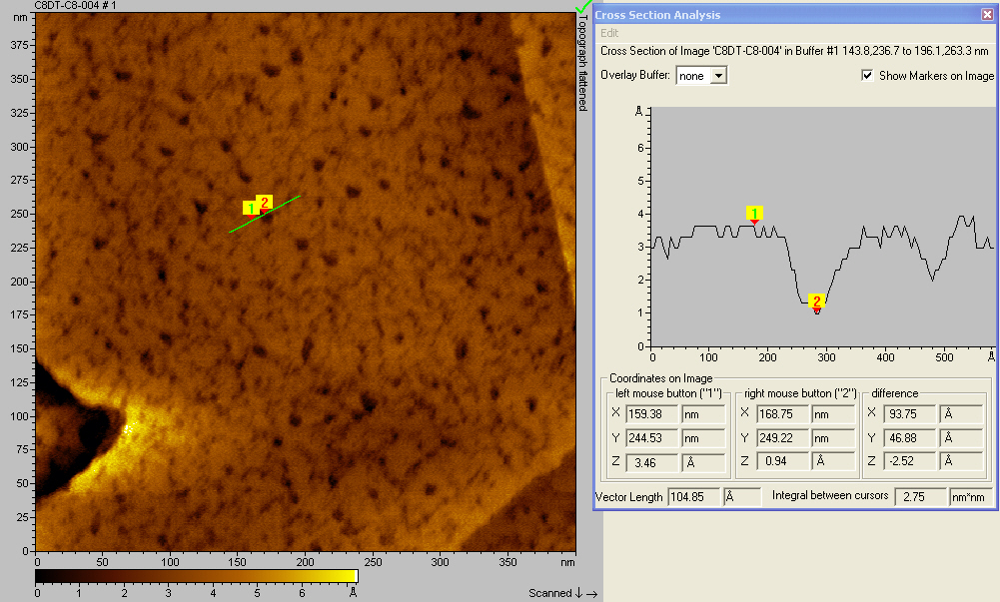 C8DT-C8-004 # 1
nm
375
350
325
300
275
250
225
200
175
150
125
100
75
50
25
0
0 50 100 150 200 250 300 350 nm
1 2
Topograph flattened
0 1 2 3 4 5 6 Å
Scanned ↓ →
Cross Section Analysis
Edit
Cross Section of Image 'C8DT-C8-004' in Buffer #1 143.8,236.7 to 196.1,263.3 nm
Overlay Buffer: none Show Markers on Image
Å
6
5
4
3
2
1
0
1
2
0 100 200 300 400 500 Å
Coordinates on Image
left mouse button ("1") right mouse button ("2") difference
X 159.38 nm X 168.75 nm X 93.75 Å
Y 244.53 nm Y 249.22 nm Y 46.88 Å
Z 3.46 Å Z 0.94 Å Z -2.52 Å
Vector Length 104.85 Å Integral between cursors 2.75 nm*nm